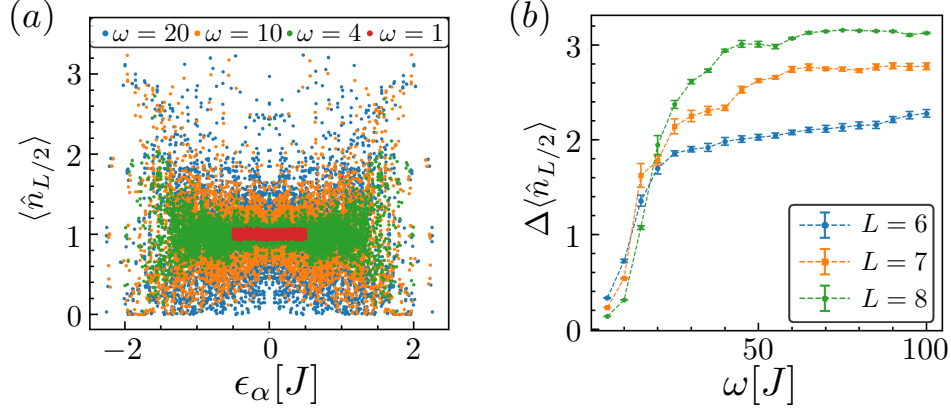 (a)
ω = 20 ω = 10 ω = 4 ω = 1
⟨n̂_{L/2}⟩
3
2
1
0
−2 0 2
ϵ_α[J]
(b)
Δ⟨n̂_{L/2}⟩
3
2
1
0
L = 6
L = 7
L = 8
50 100
ω[J]